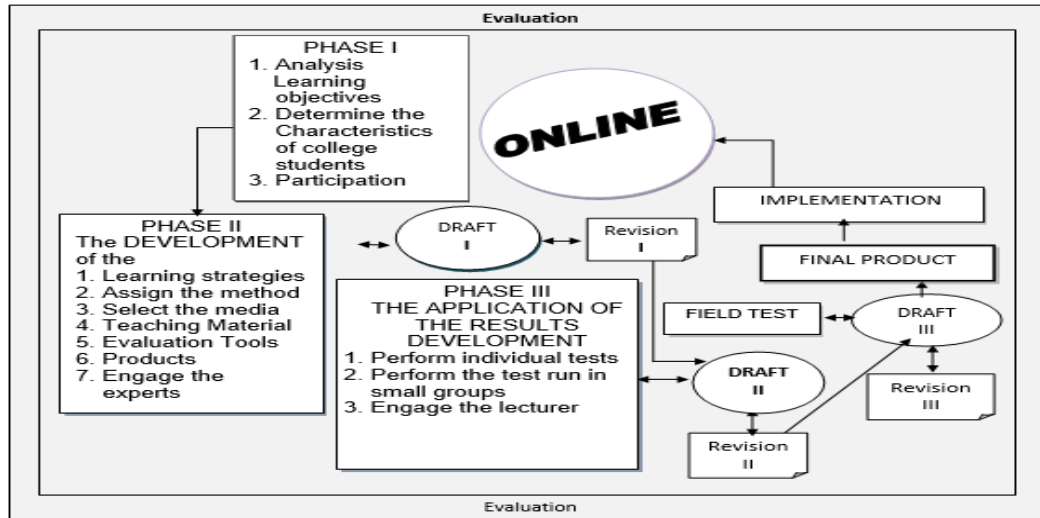 Evaluation
PHASE I
1. Analysis
Learning
objectives
2. Determine the
Characteristics
of college
students
3. Participation
ONLINE
IMPLEMENTATION
PHASE II
The DEVELOPMENT
of the
1. Learning strategies
2. Assign the method
3. Select the media
4. Teaching Material
5. Evaluation Tools
6. Products
7. Engage the
experts
DRAFT
I
Revision
I
FINAL PRODUCT
PHASE III
THE APPLICATION OF
THE RESULTS
DEVELOPMENT
1. Perform individual tests
2. Perform the test run in
small groups
3. Engage the lecturer
FIELD TEST
DRAFT
III
DRAFT
II
Revision
III
Revision
II
Evaluation